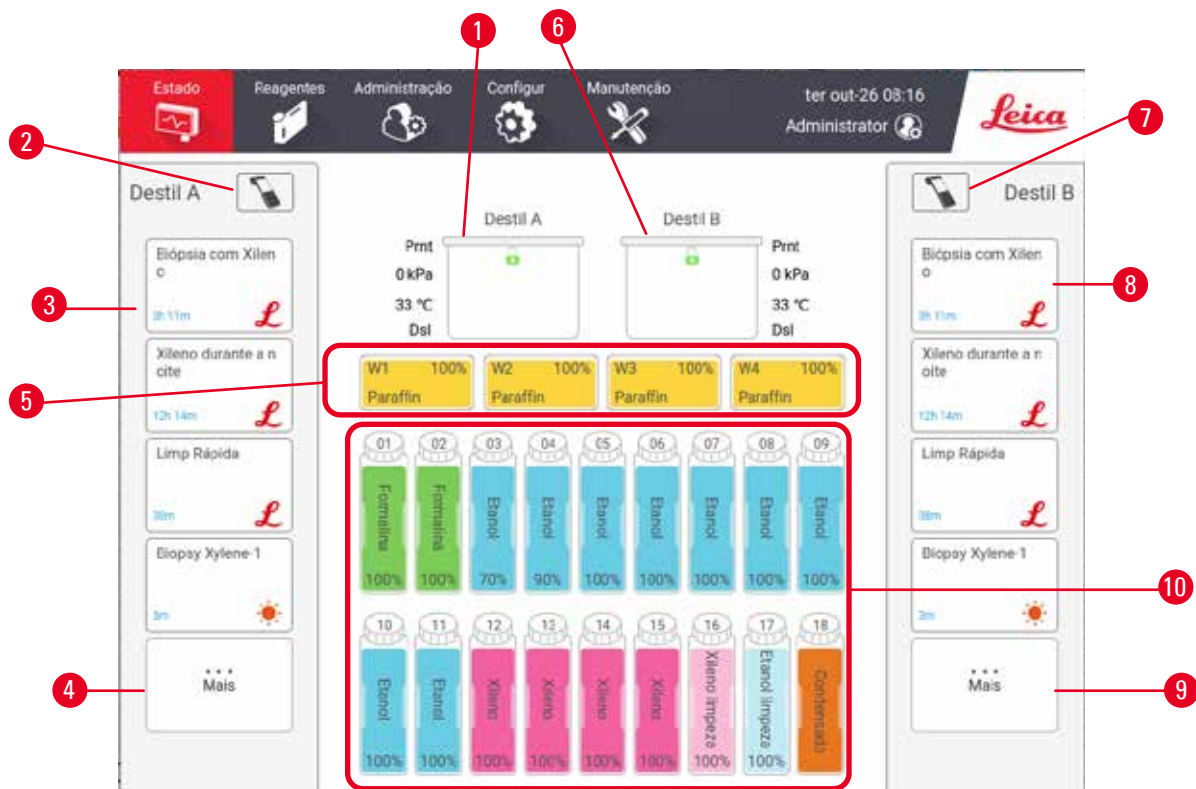 1
6
Estado
Reagentes
Administração
Configur
Manutenção
ter out-26 08:16
Administrator
Leica
2
7
Destil A
Destil B
Destil A
Destil B
Biópsia com Xilen
o
3h 11m
L
Xileno durante a n
oite
12h 14m
L
Limp Rápida
38m
L
Biopsy Xylene-1
Mais
3
4
5
Prnt
0 kPa
33 °C
Dsl
Prnt
0 kPa
33 °C
Dsl
W1 100%
Paraffin
W2 100%
Paraffin
W3 100%
Paraffin
W4 100%
Paraffin
01 02 03 04 05 06 07 08 09
Formalina
Formalina
Etanol
Etanol
Etanol
Etanol
Etanol
Etanol
Etanol
100% 100% 70% 90% 100% 100% 100% 100% 100%
10 11 12 13 14 15 16 17 18
Etanol
Etanol
Xileno
Xileno
Xileno
Xileno
Xileno limpeza
Etanol limpeza
Condensado
100% 100% 100% 100% 100% 100% 100% 100%
Biópsia com Xilen
o
3h 11m
L
Xileno durante a n
oite
12h 14m
L
Limp Rápida
38m
L
Biopsy Xylene-1
3m
Mais
8
10
9